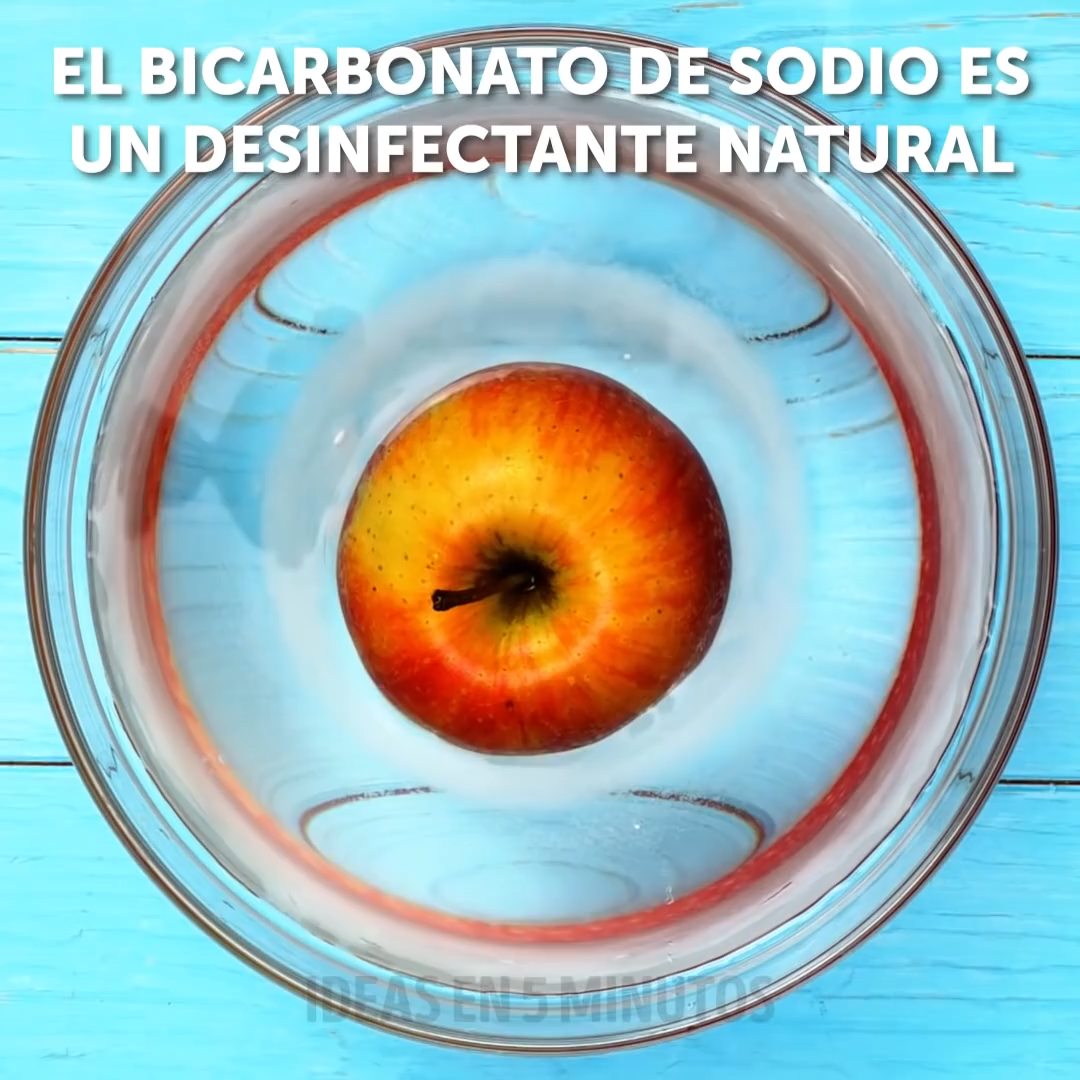 EL BICARBONATO DE SODIO ES
UN DESINFECTANTE NATURAL
IDEAS EN 5 MINUTOS